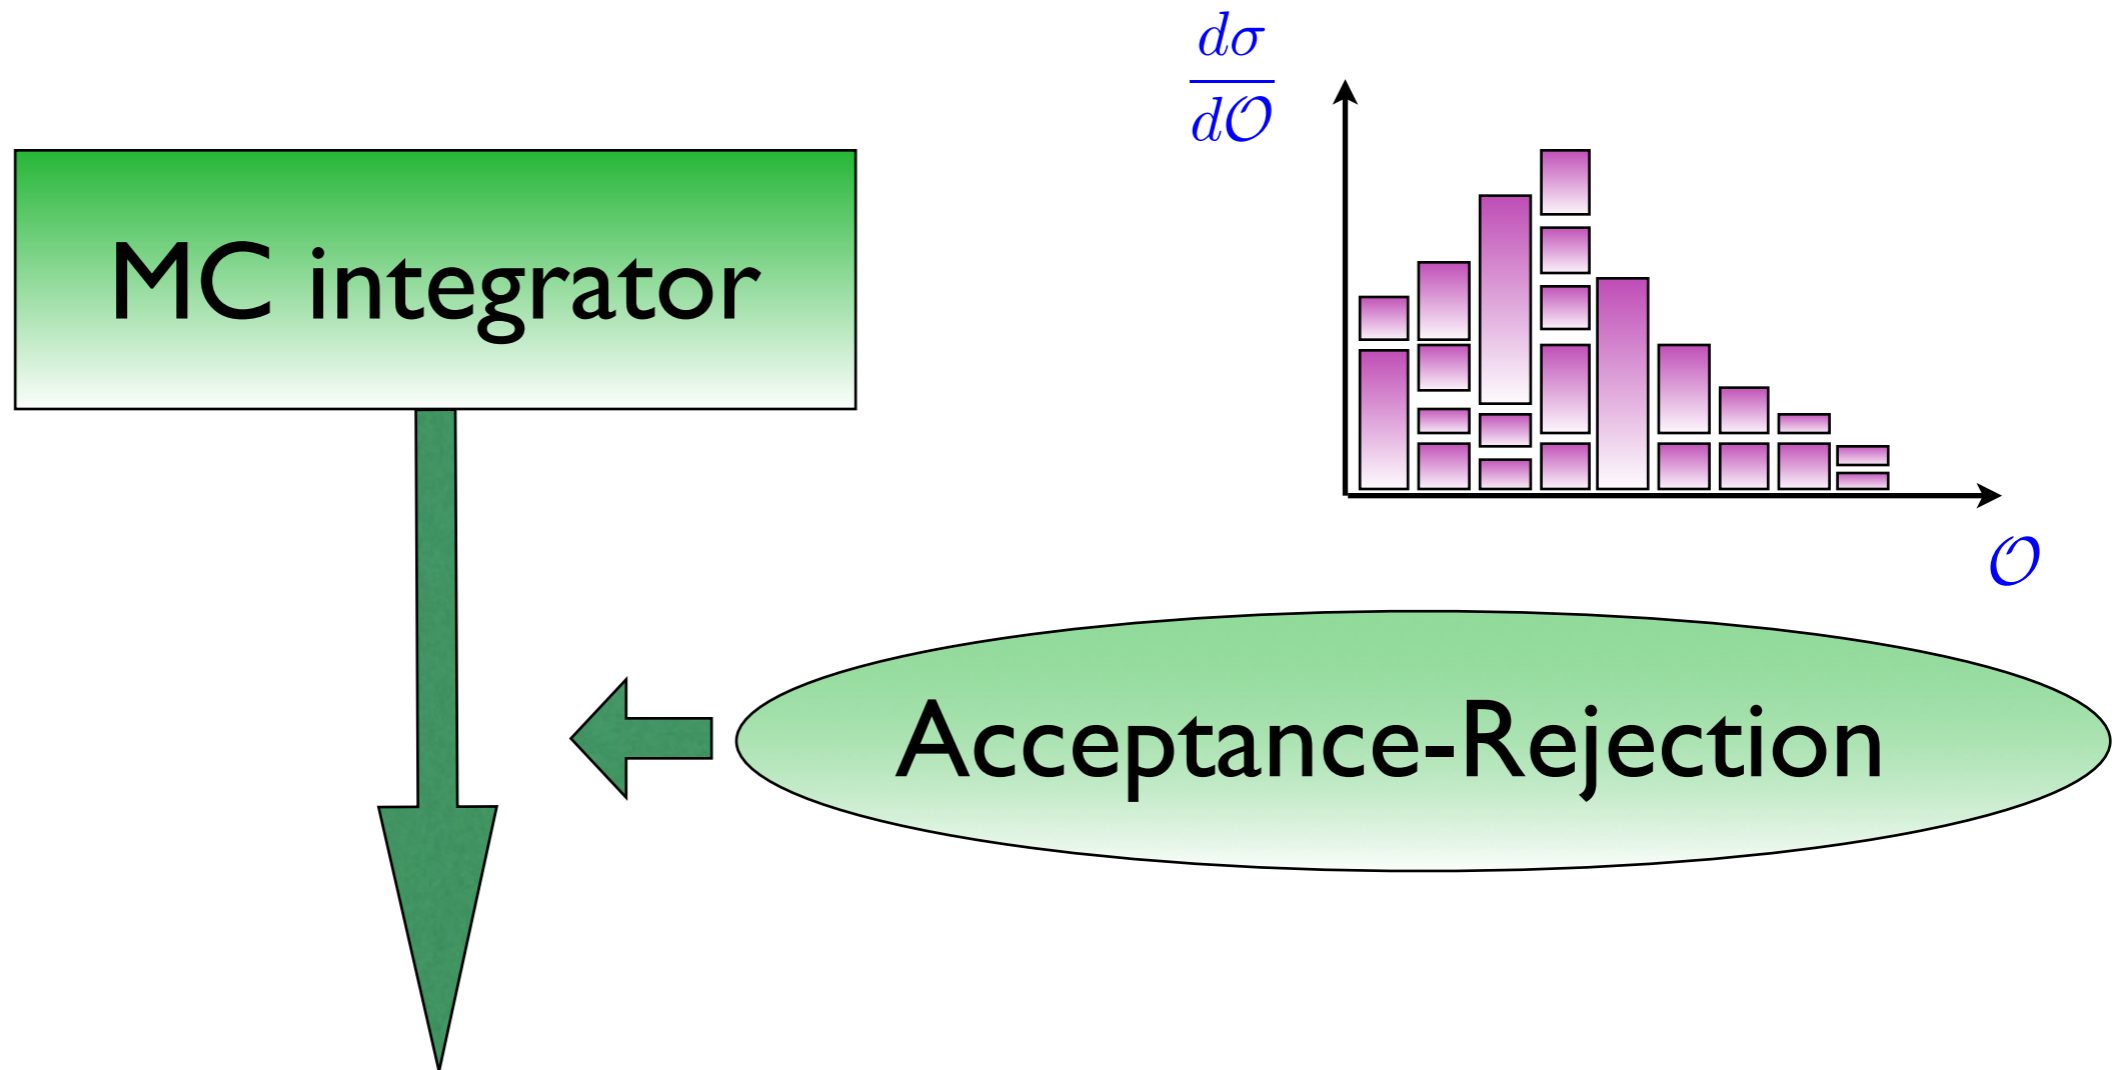 dσ
d𝒪
MC integrator
𝒪
Acceptance-Rejection